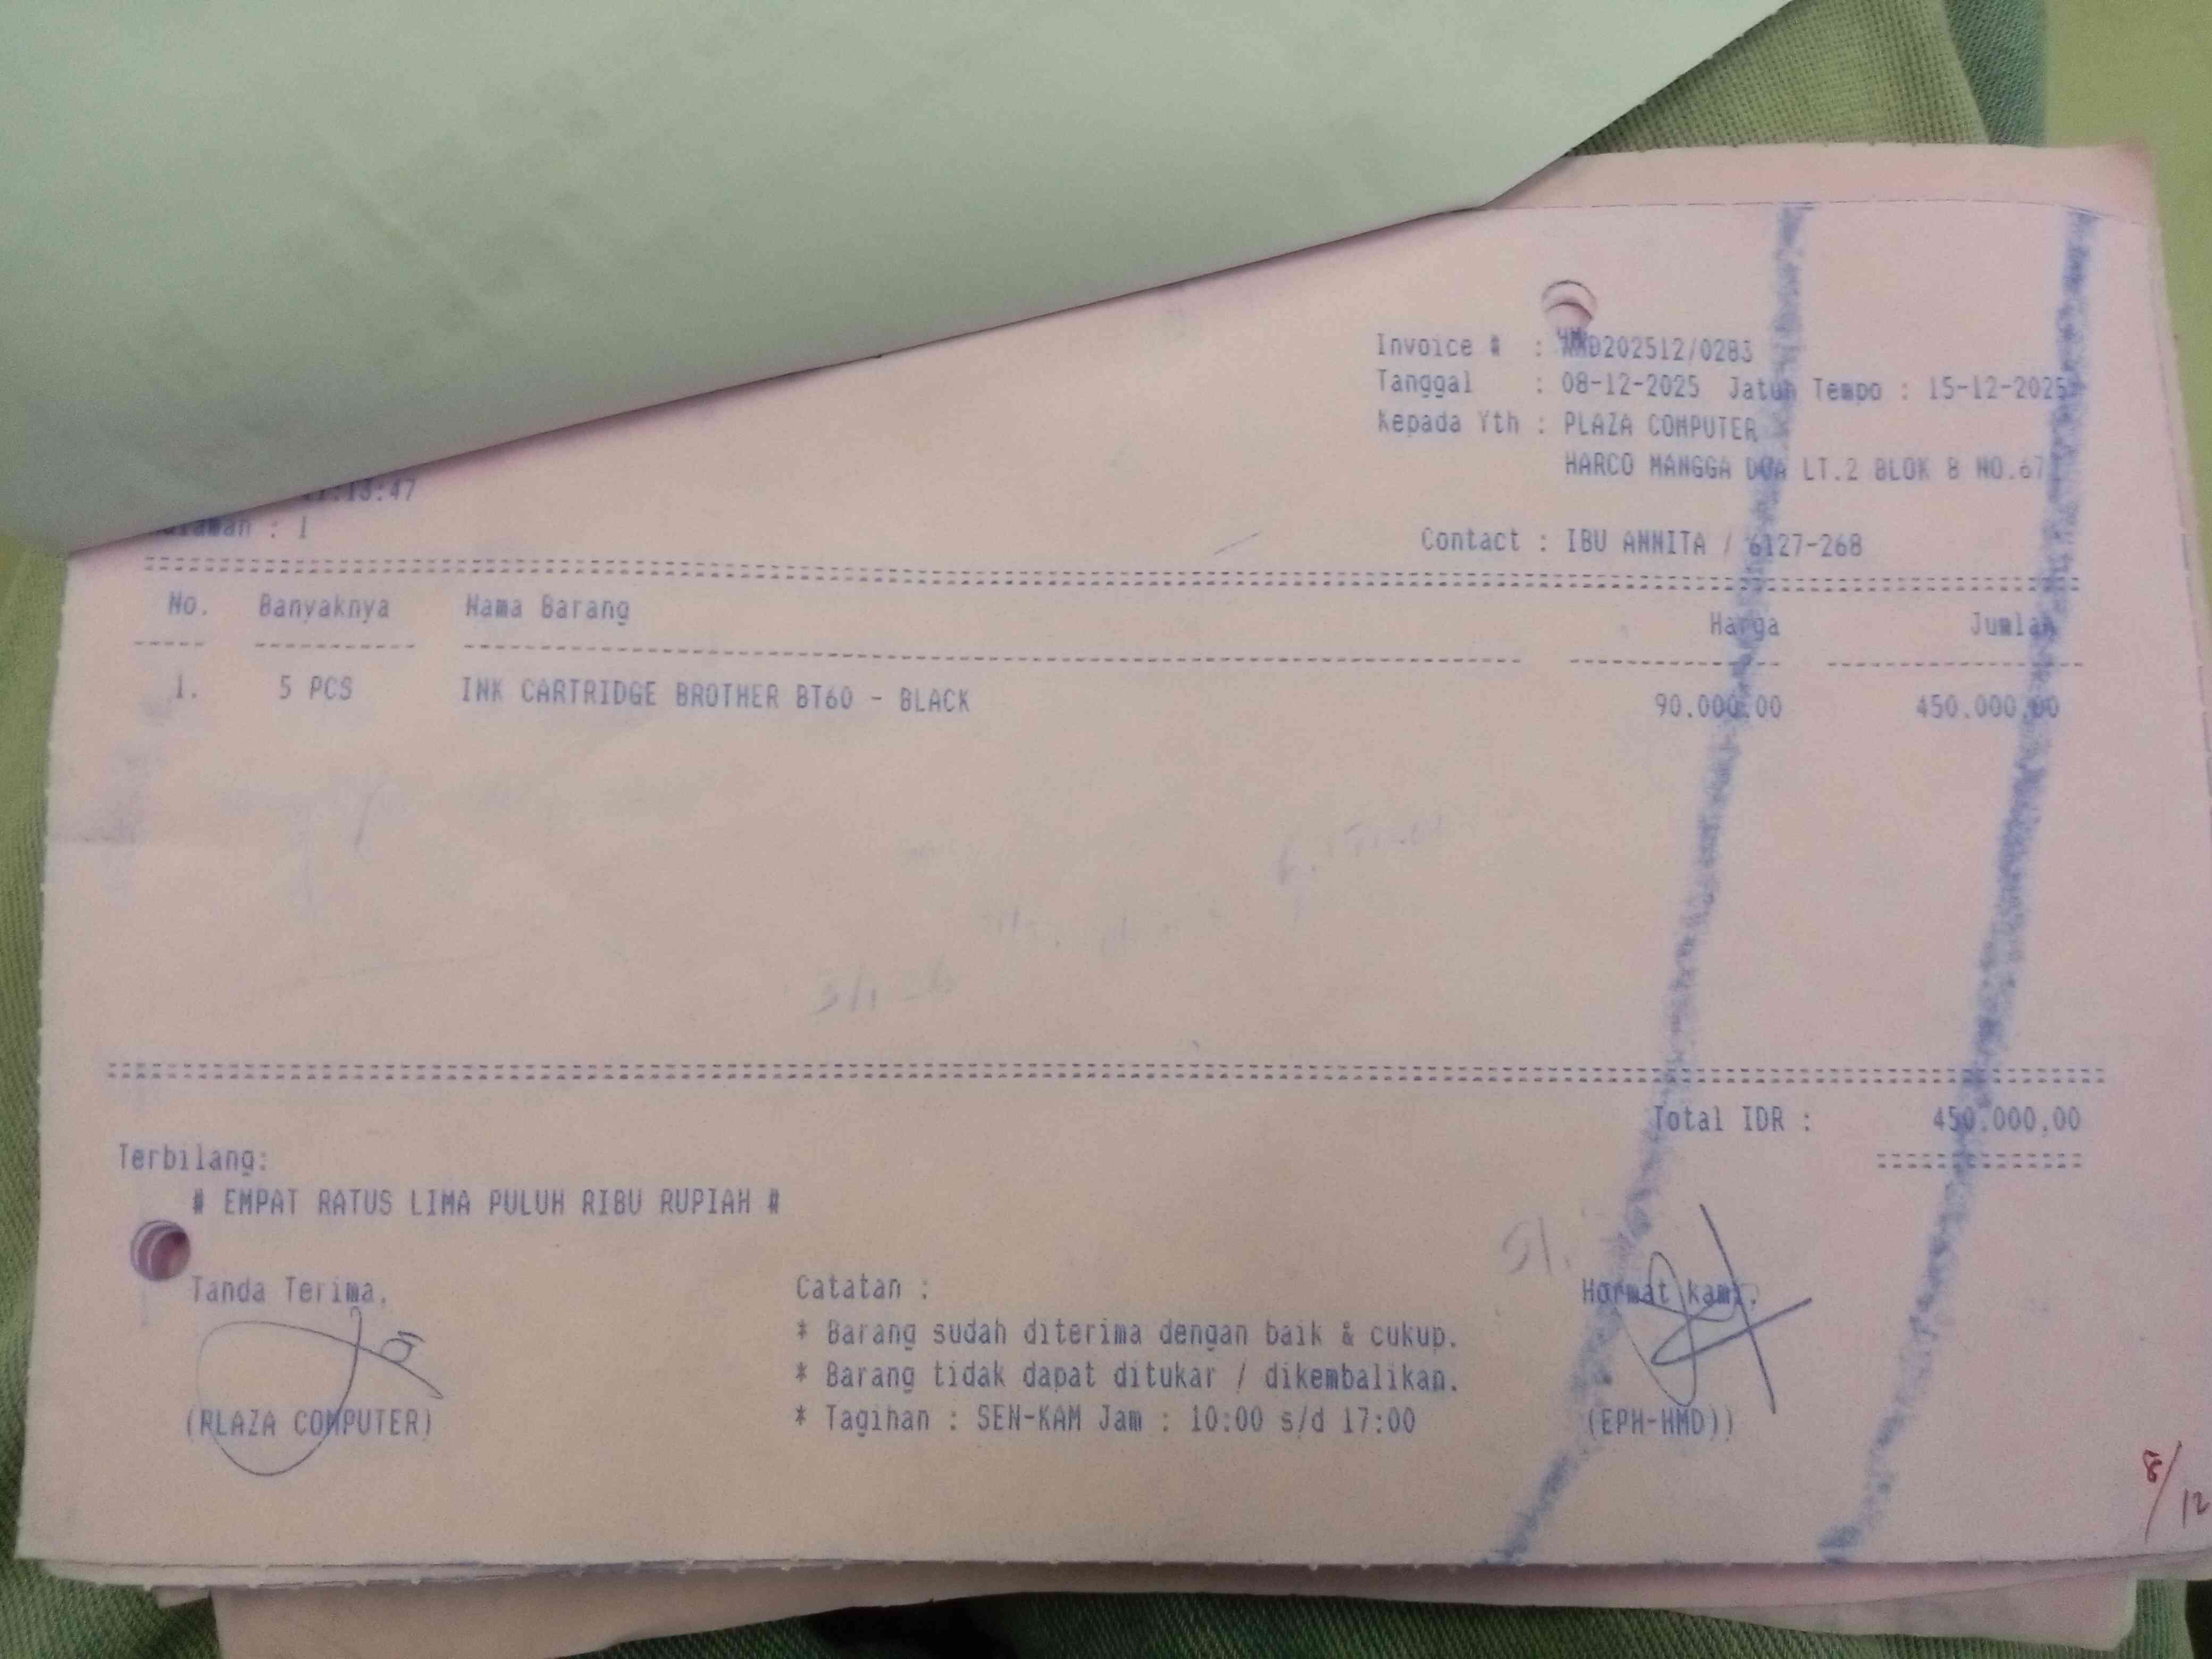 Invoice # : HMD202512/0283
Tanggal : 08-12-2025 Jatuh Tempo : 15-12-2025
Kepada Yth : PLAZA COMPUTER
HARCO MANGGA DUA LT.2 BLOK B NO.67
:13:47
Halaman : 1
Contact : IBU ANNITA / 6127-268
No. Banyaknya Nama Barang Harga Jumlah
1. 5 PCS INK CARTRIDGE BROTHER BT60 - BLACK 90.000,00 450.000,00
Total IDR : 450.000,00
Terbilang:
# EMPAT RATUS LIMA PULUH RIBU RUPIAH #
Tanda Terima,
Catatan :
Hormat kami,
* Barang sudah diterima dengan baik & cukup.
* Barang tidak dapat ditukar / dikembalikan.
* Tagihan : SEN-KAM Jam : 10:00 s/d 17:00
(PLAZA COMPUTER)
(EPH-HMD))
8/12